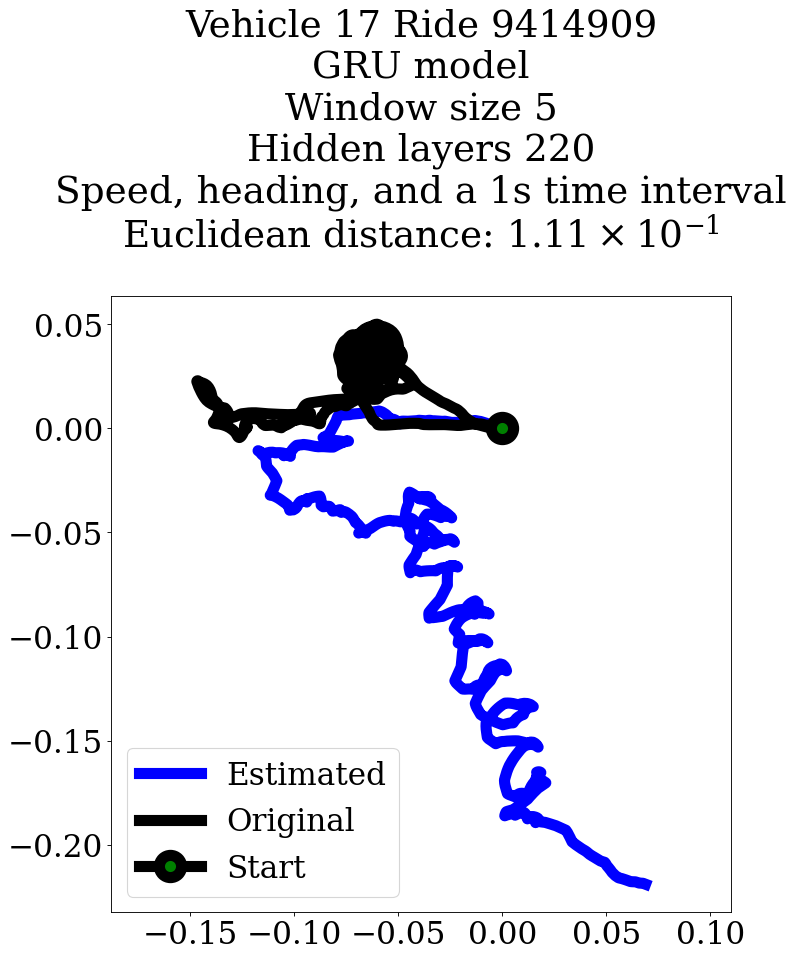 Vehicle 17 Ride 9414909
GRU model
Window size 5
Hidden layers 220
Speed, heading, and a 1s time interval
Euclidean distance: 1.11 × 10⁻¹
0.05
0.00
−0.05
−0.10
−0.15
−0.20
Estimated
Original
Start
−0.15 −0.10 −0.05 0.00 0.05 0.10